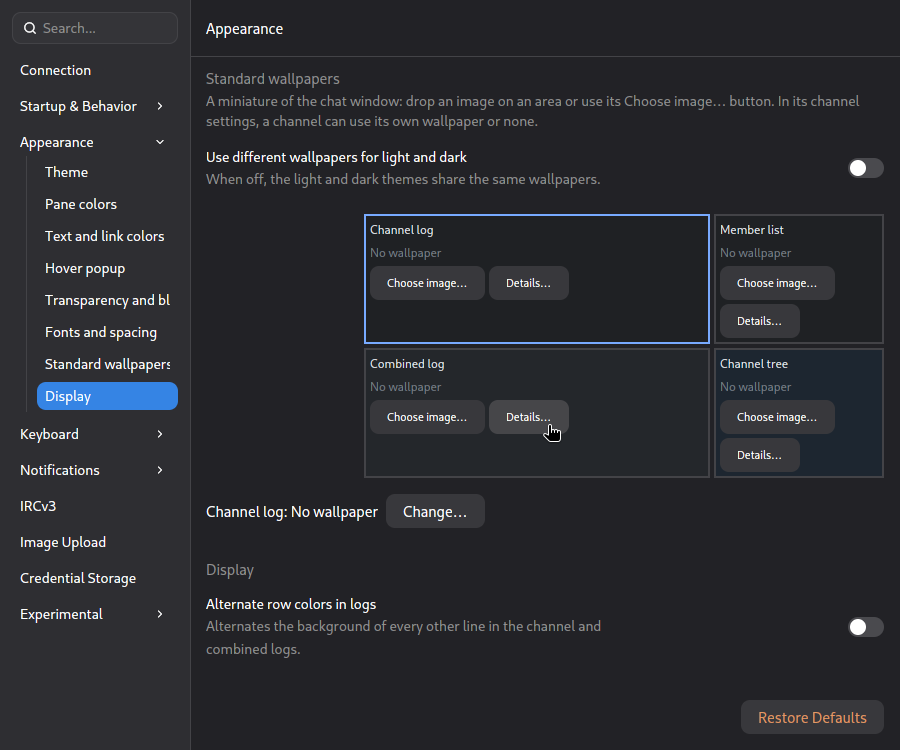 Search...
Connection
Startup & Behavior
Appearance
Theme
Pane colors
Text and link colors
Hover popup
Transparency and bl
Fonts and spacing
Standard wallpapers
Display
Keyboard
Notifications
IRCv3
Image Upload
Credential Storage
Experimental
Appearance
Standard wallpapers
A miniature of the chat window: drop an image on an area or use its Choose image… button. In its channel
settings, a channel can use its own wallpaper or none.
Use different wallpapers for light and dark
When off, the light and dark themes share the same wallpapers.
Channel log
No wallpaper
Choose image…
Details…
Member list
No wallpaper
Choose image…
Details…
Combined log
No wallpaper
Choose image…
Details…
Channel tree
No wallpaper
Choose image…
Details…
Channel log: No wallpaper
Change…
Display
Alternate row colors in logs
Alternates the background of every other line in the channel and
combined logs.
Restore Defaults